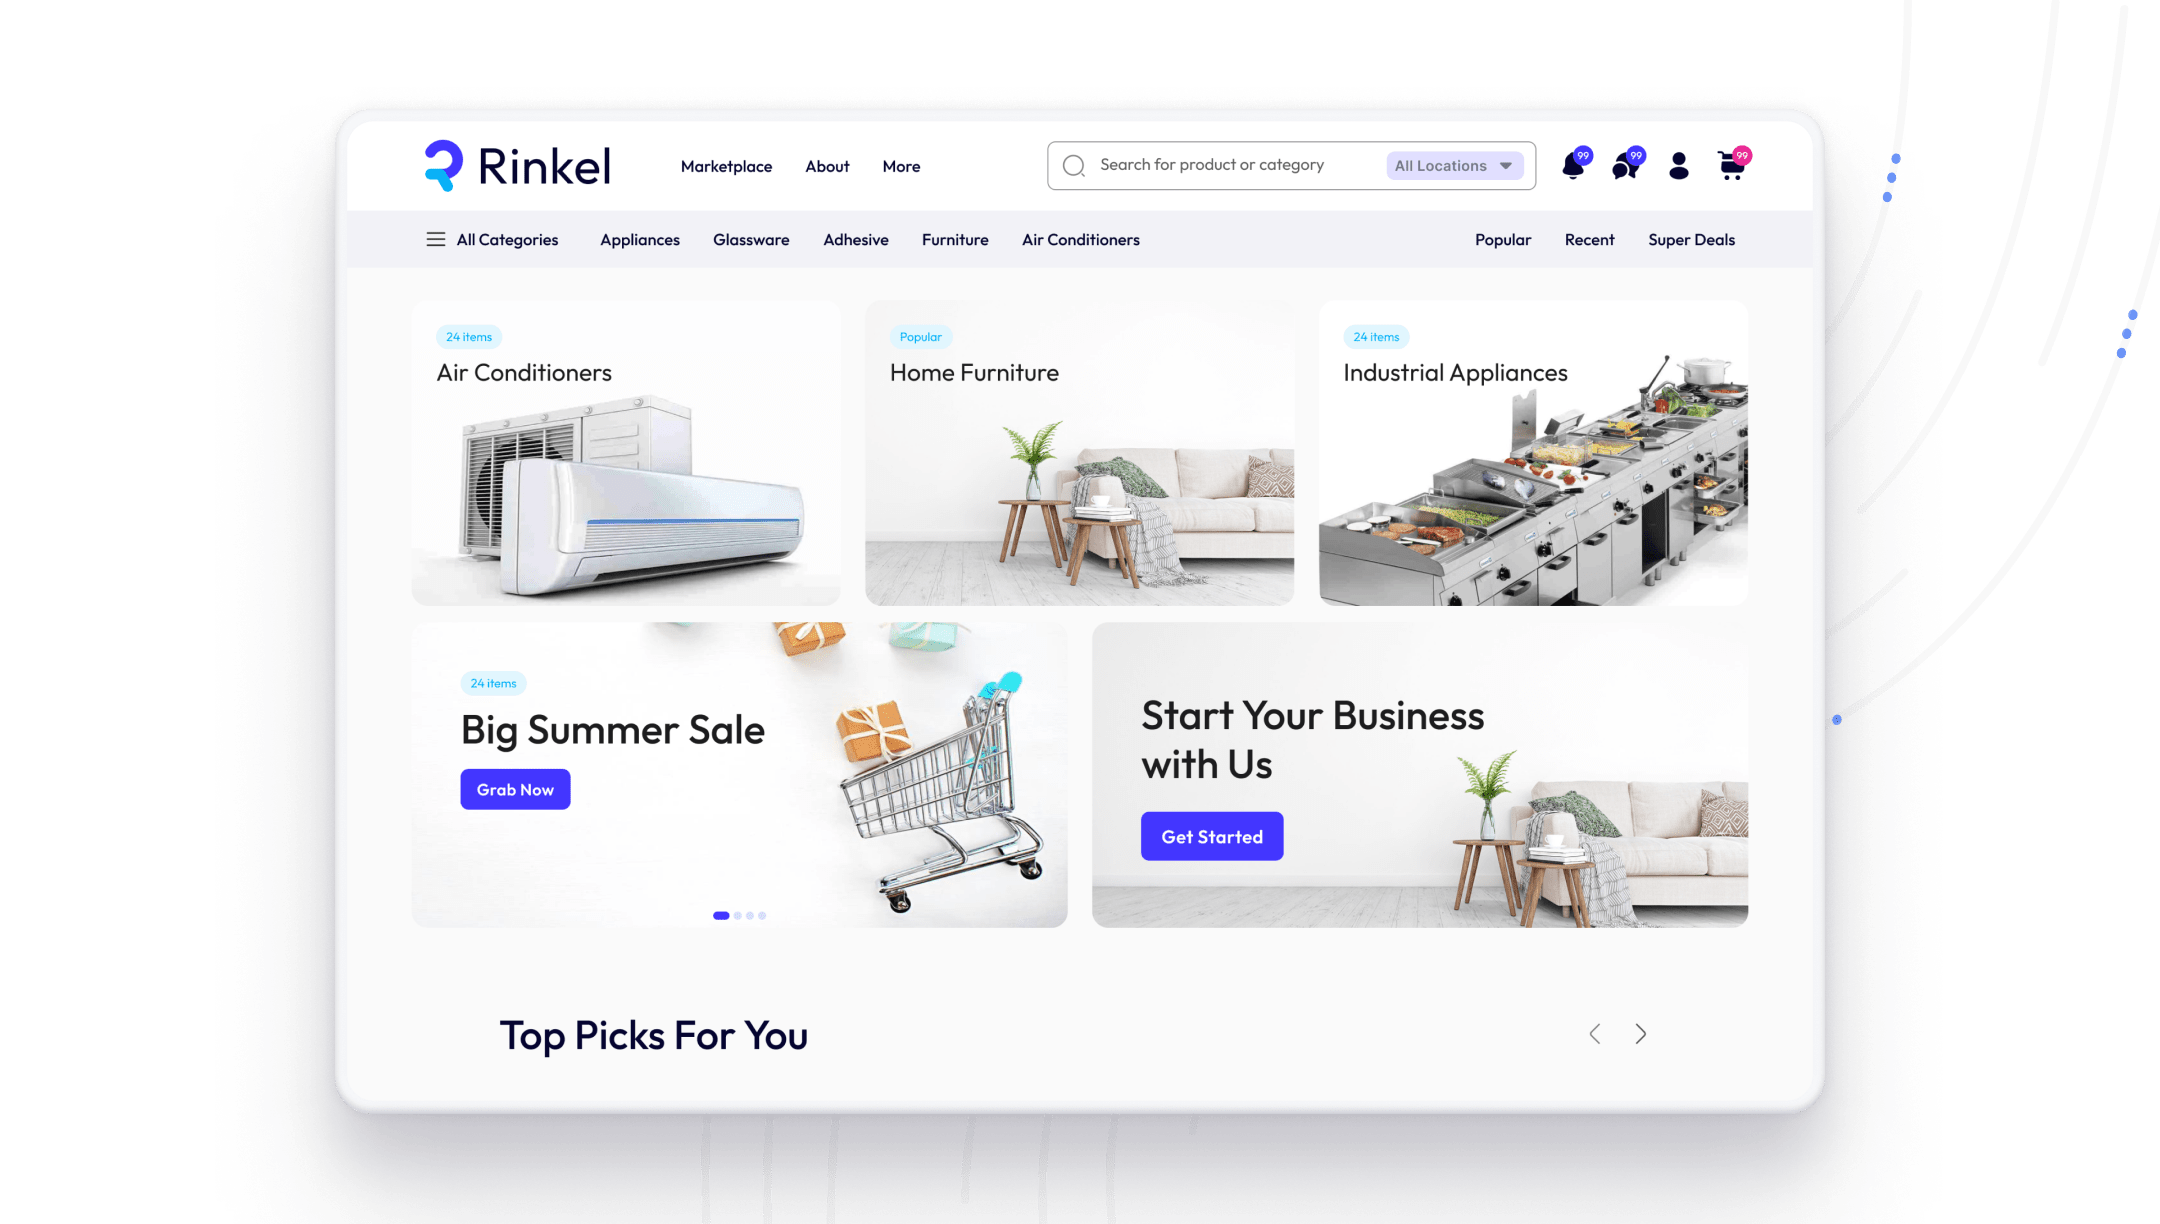 Rinkel
Marketplace About More
Search for product or category All Locations
99 99 99
All Categories Appliances Glassware Adhesive Furniture Air Conditioners Popular Recent Super Deals
24 items
Air Conditioners
Popular
Home Furniture
24 items
Industrial Appliances
24 items
Big Summer Sale
Grab Now
Start Your Business
with Us
Get Started
Top Picks For You